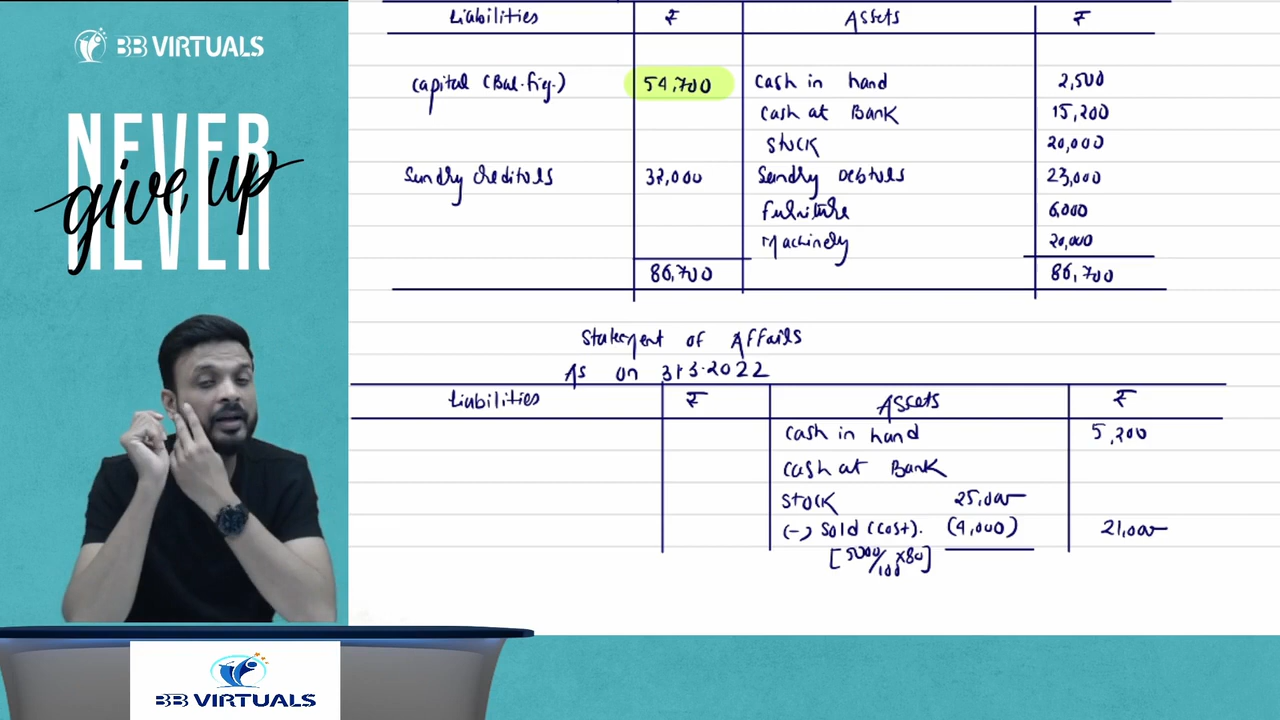 BB VIRTUALS
NEVER
give up
NEVER
Liabilities ₹ Assets ₹
Capital (Bal.fig.) 54,700 Cash in hand 2,500
Cash at Bank 15,200
Stock 20,000
Sundry Creditors 32,000 Sundry Debtors 23,000
Furniture 6,000
Machinery 20,000
86,700 86,700
Statement of Affairs
As on 31.3.2022
Liabilities ₹ Assets ₹
Cash in hand 5,200
Cash at Bank
Stock 25,000
(-) Sold (Cost). (4,000) 21,000
[5000/100 x80]
BB VIRTUALS